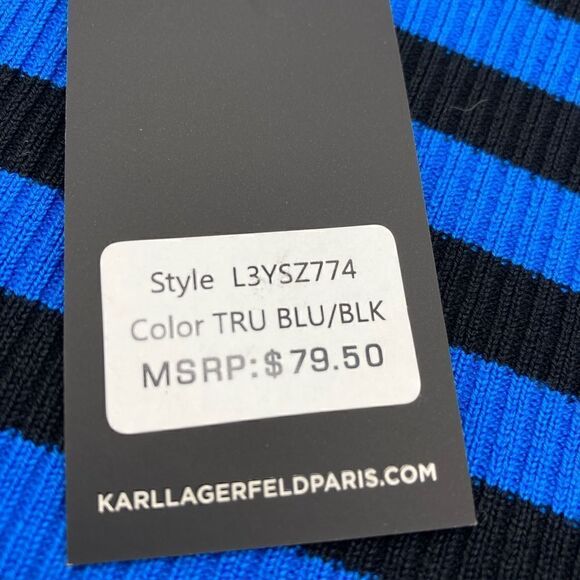 Style L3YSZ774
Color TRU BLU/BLK
MSRP:$79.50
KARLLAGERFELDPARIS.COM